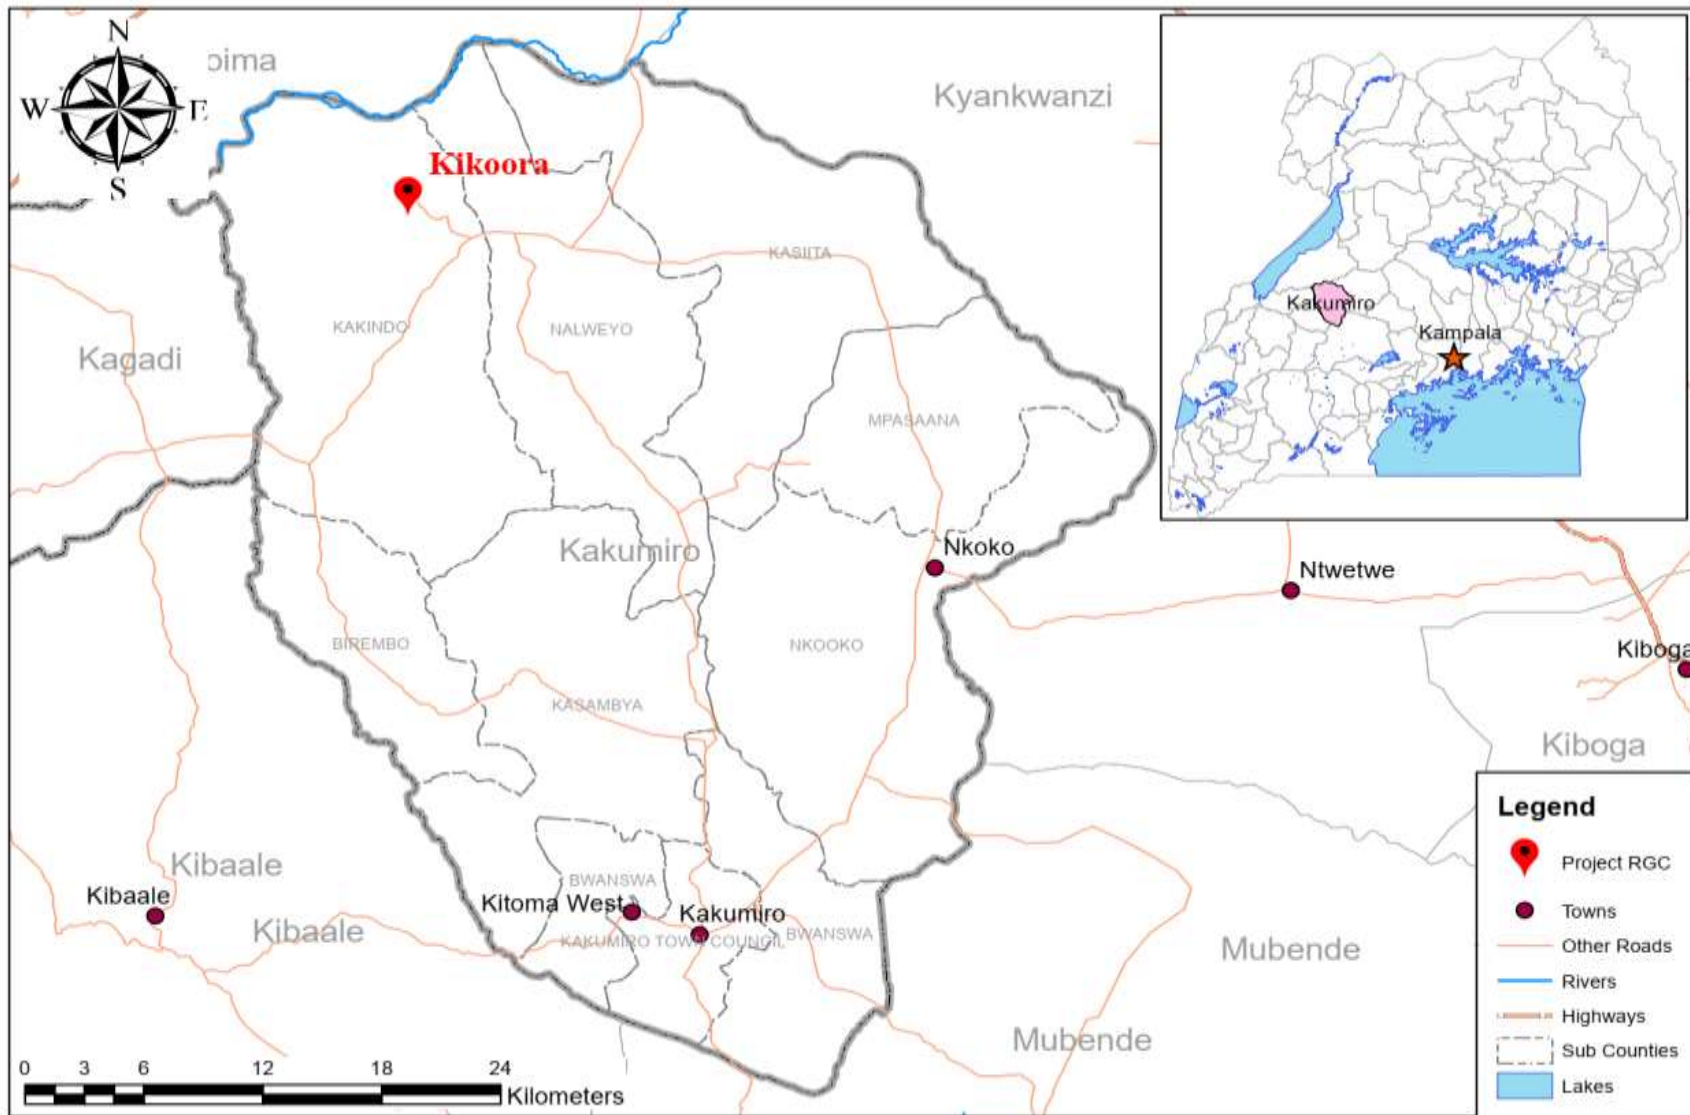 N
W E
S
oima
Kyankwanzi
Kikoora
KASIITA
KAKINDO
NALWEYO
Kagadi
MPASAANA
Kakumiro
Nkoko
Ntwetwe
BIREMBO
NKOOKO
Kiboga
KASAMBYA
Kiboga
Kibaale
Kibaale
BWANSWA
Kitoma West
Kakumiro
Kibaale
KAKUMIRO TOWN COUNCIL
BWANSWA
Mubende
Mubende
0 3 6 12 18 24
Kilometers
Kakumiro
Kampala
Legend
Project RGC
Towns
Other Roads
Rivers
Highways
Sub Counties
Lakes